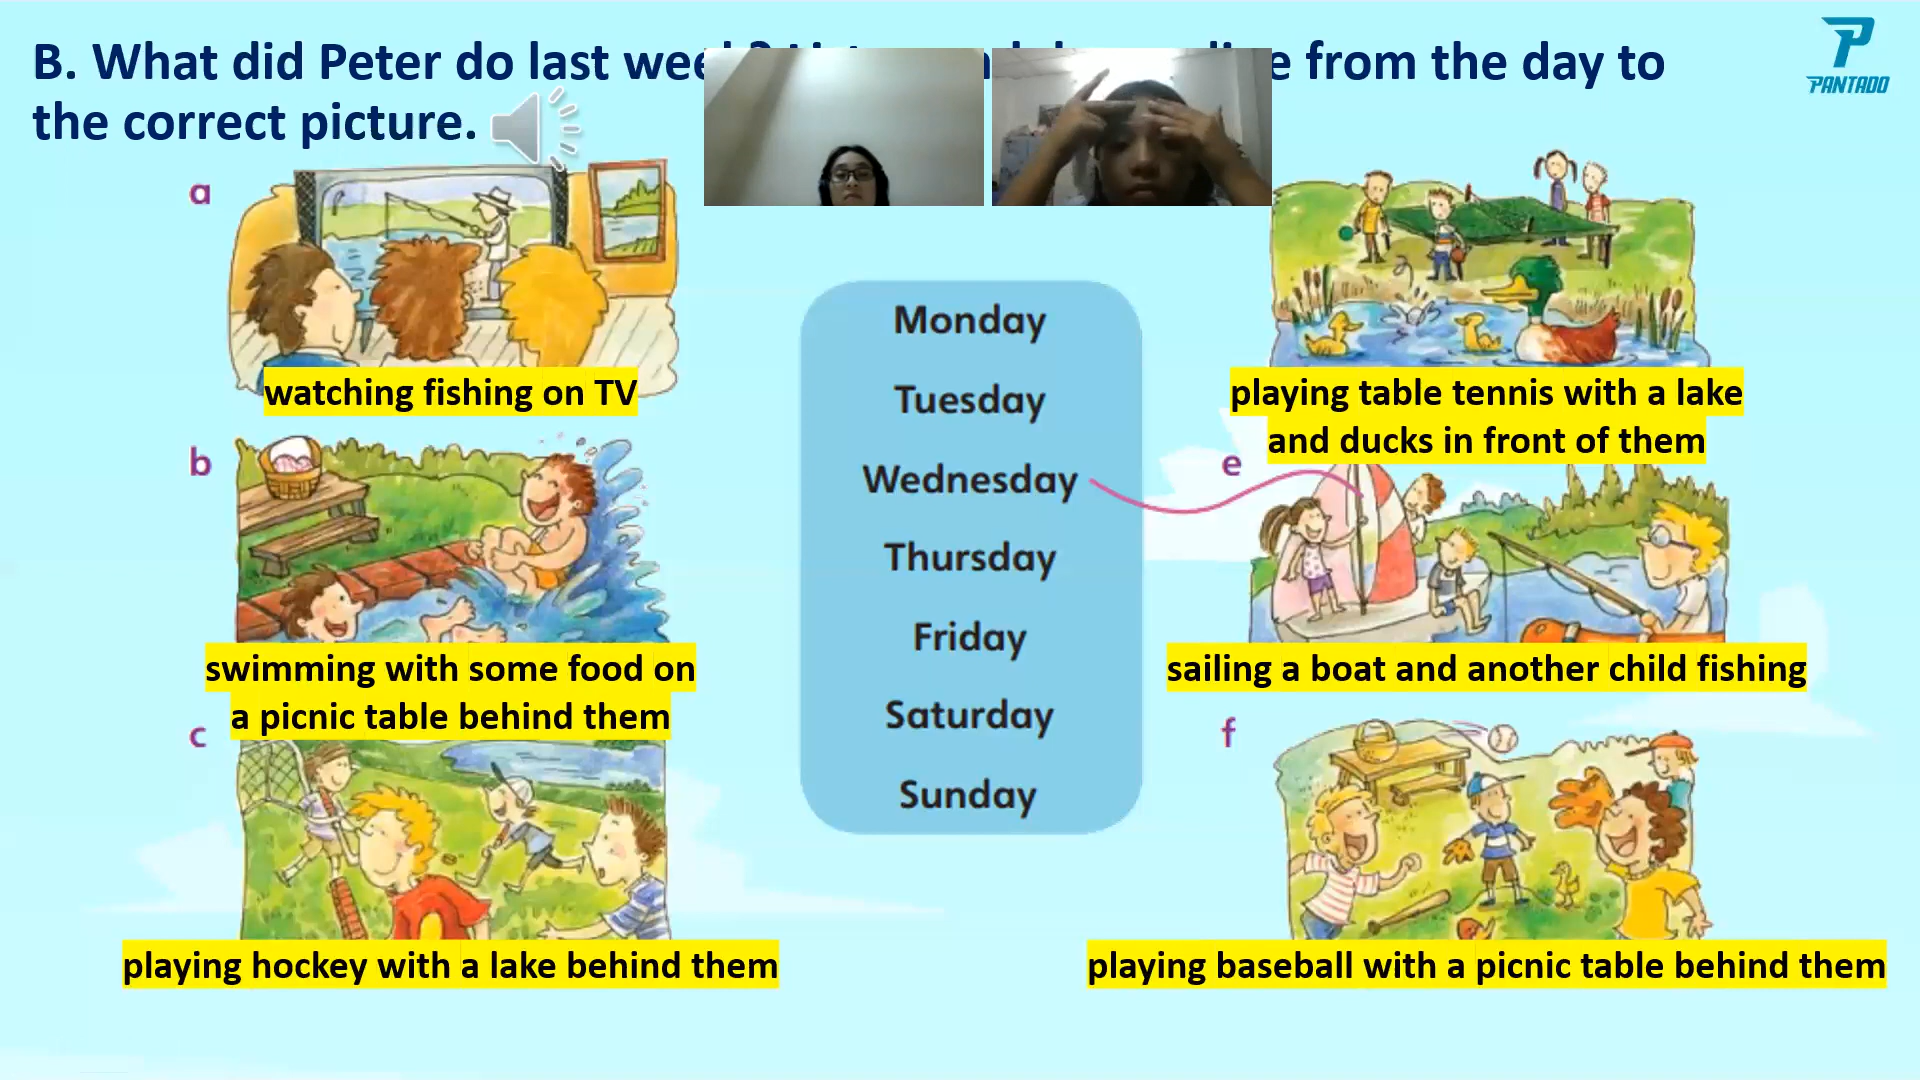 B. What did Peter do last from the day to
the correct picture.
PANTADO
a
watching fishing on TV
b
swimming with some food on
a picnic table behind them
c
playing hockey with a lake behind them
Monday
Tuesday
Wednesday
Thursday
Friday
Saturday
Sunday
playing table tennis with a lake
and ducks in front of them
e
sailing a boat and another child fishing
f
playing baseball with a picnic table behind them